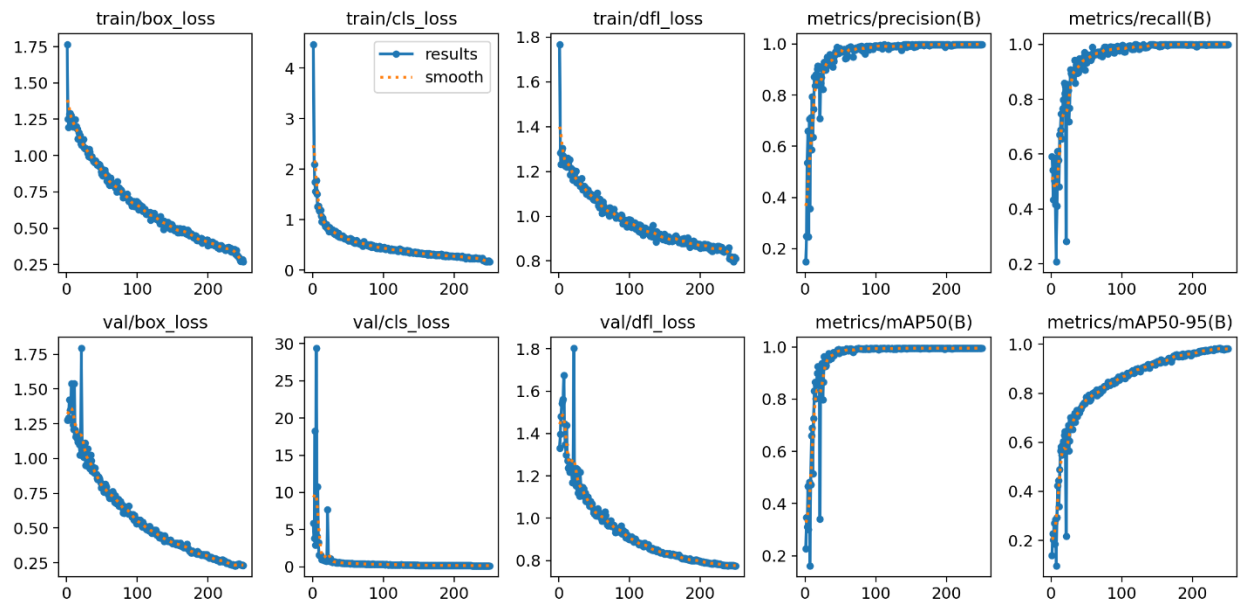 train/box_loss train/cls_loss train/dfl_loss metrics/precision(B) metrics/recall(B)
1.75 1.50 1.25 1.00 0.75 0.50 0.25
0 100 200
4 3 2 1 0
results
smooth
0 100 200
1.8 1.6 1.4 1.2 1.0 0.8
0 100 200
1.0 0.8 0.6 0.4 0.2
0 100 200
1.0 0.8 0.6 0.4 0.2
0 100 200
val/box_loss val/cls_loss val/dfl_loss metrics/mAP50(B) metrics/mAP50-95(B)
1.75 1.50 1.25 1.00 0.75 0.50 0.25
0 100 200
30 25 20 15 10 5 0
0 100 200
1.8 1.6 1.4 1.2 1.0 0.8
0 100 200
1.0 0.8 0.6 0.4 0.2
0 100 200
1.0 0.8 0.6 0.4 0.2
0 100 200